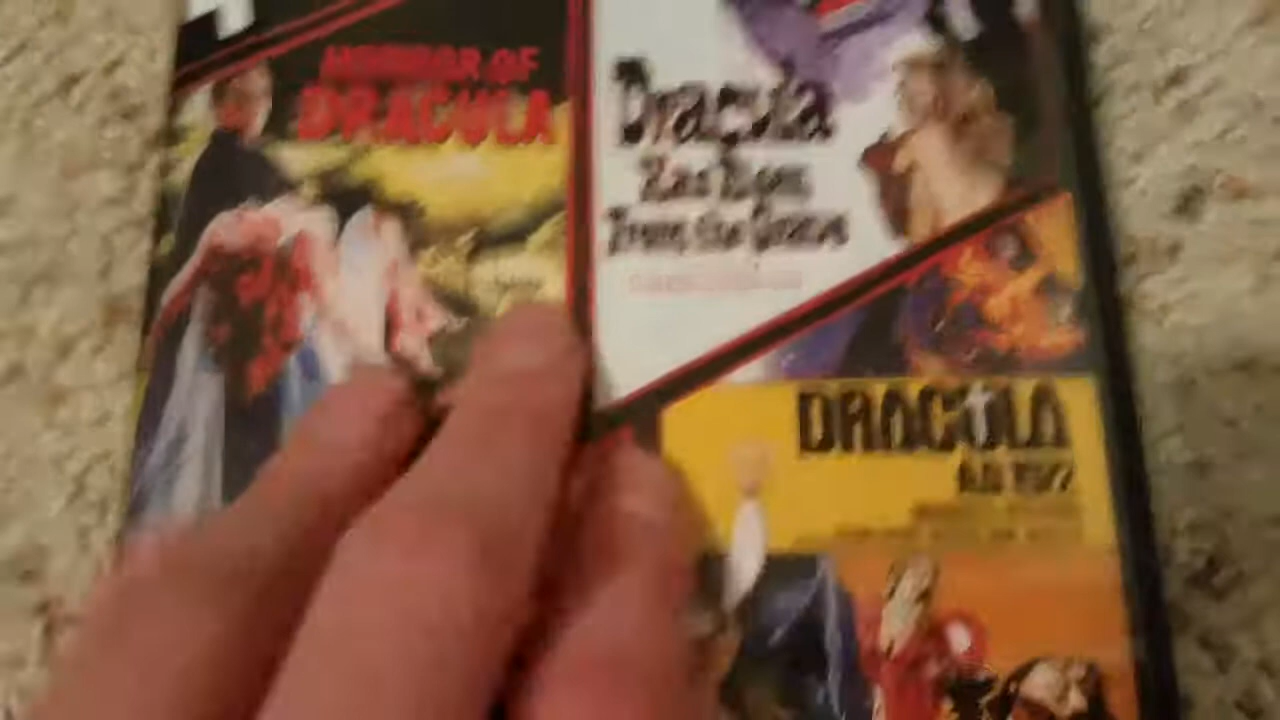 HORROR OF
DRACULA
Dracula
Has Risen
From the Grave
DRACULA
A.D. 1972